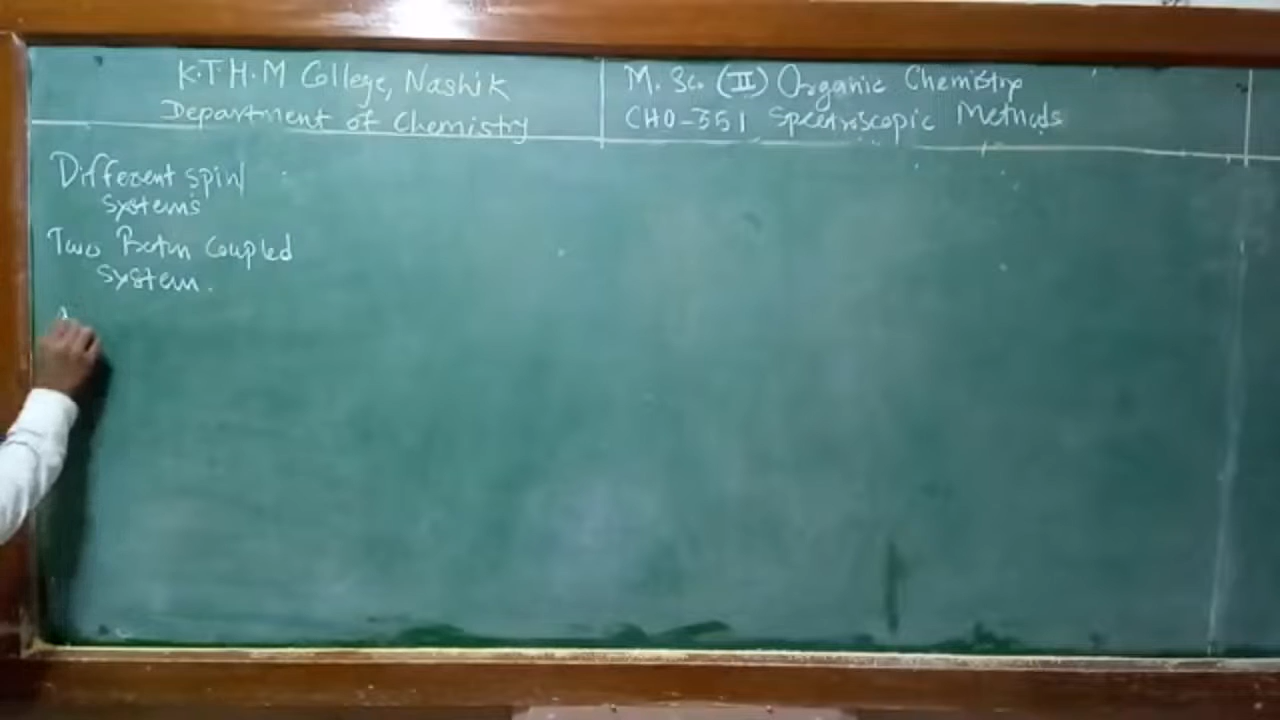 K.T.H.M College, Nashik
Department of Chemistry
M. Sc. (II) Organic Chemistry
CHO-351 Spectroscopic Methods
Different spin
systems
Two Proton Coupled
system.